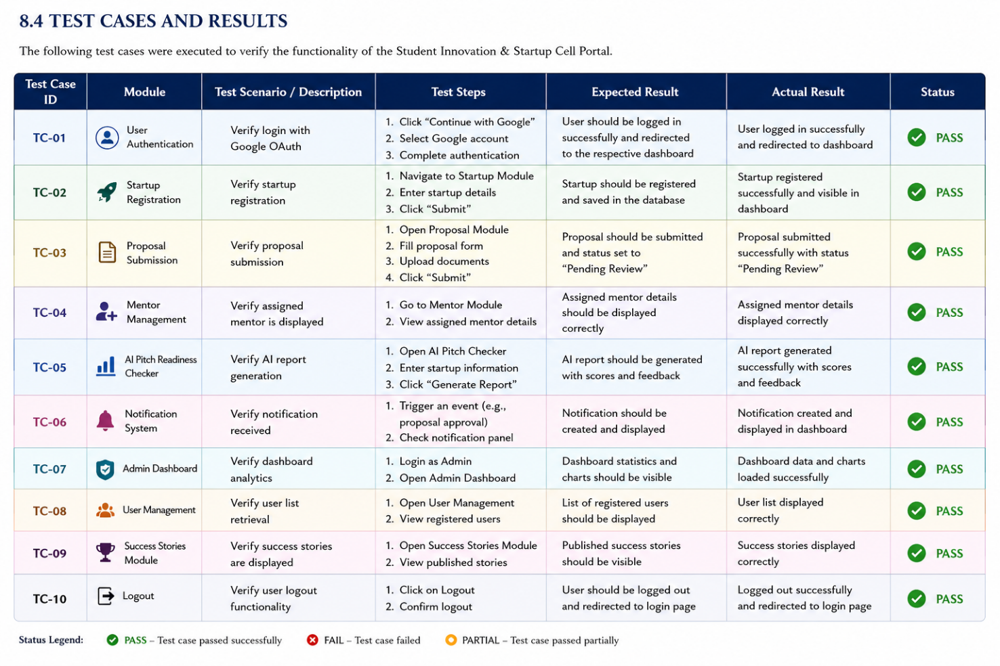 8.4 TEST CASES AND RESULTS
The following test cases were executed to verify the functionality of the Student Innovation & Startup Cell Portal.
Test Case
ID
Module
Test Scenario / Description
Test Steps
Expected Result
Actual Result
Status
TC-01
User
Authentication
Verify login with
Google OAuth
1. Click “Continue with Google”
2. Select Google account
3. Complete authentication
User should be logged in
successfully and redirected
to the respective dashboard
User logged in successfully
and redirected to dashboard
PASS
TC-02
Startup
Registration
Verify startup
registration
1. Navigate to Startup Module
2. Enter startup details
3. Click “Submit”
Startup should be registered
and saved in the database
Startup registered
successfully and visible in
dashboard
PASS
TC-03
Proposal
Submission
Verify proposal
submission
1. Open Proposal Module
2. Fill proposal form
3. Upload documents
4. Click “Submit”
Proposal should be submitted
and status set to
“Pending Review”
Proposal submitted
successfully with status
“Pending Review”
PASS
TC-04
Mentor
Management
Verify assigned
mentor is displayed
1. Go to Mentor Module
2. View assigned mentor details
Assigned mentor details
should be displayed
correctly
Assigned mentor details
displayed correctly
PASS
TC-05
AI Pitch Readiness
Checker
Verify AI report
generation
1. Open AI Pitch Checker
2. Enter startup information
3. Click “Generate Report”
AI report should be generated
with scores and feedback
AI report generated
successfully with scores
and feedback
PASS
TC-06
Notification
System
Verify notification
received
1. Trigger an event (e.g.,
proposal approval)
2. Check notification panel
Notification should be
created and displayed
Notification created and
displayed in dashboard
PASS
TC-07
Admin Dashboard
Verify dashboard
analytics
1. Login as Admin
2. Open Admin Dashboard
Dashboard statistics and
charts should be visible
Dashboard data and charts
loaded successfully
PASS
TC-08
User Management
Verify user list
retrieval
1. Open User Management
2. View registered users
List of registered users
should be displayed
User list displayed
correctly
PASS
TC-09
Success Stories
Module
Verify success stories
are displayed
1. Open Success Stories Module
2. View published stories
Published success stories
should be visible
Success stories displayed
correctly
PASS
TC-10
Logout
Verify user logout
functionality
1. Click on Logout
2. Confirm logout
User should be logged out
and redirected to login page
Logged out successfully
and redirected to login page
PASS
Status Legend:
PASS – Test case passed successfully
FAIL – Test case failed
PARTIAL – Test case passed partially